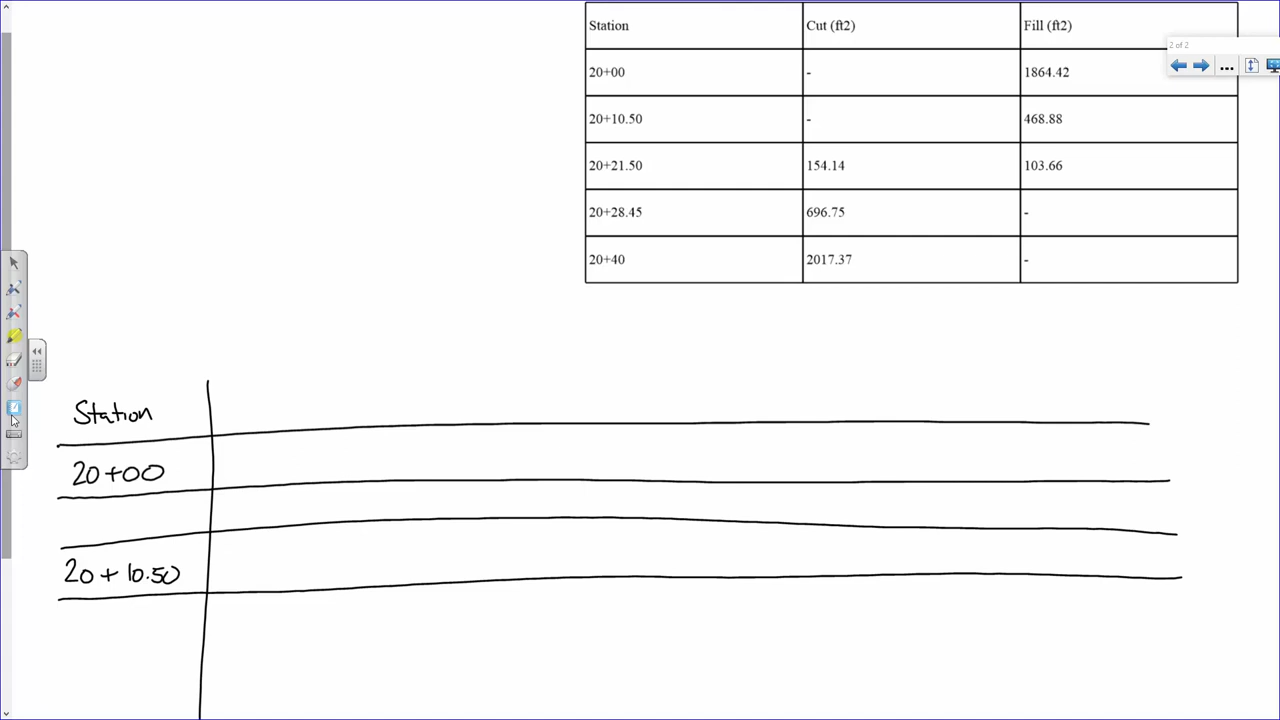 Station Cut (ft2) Fill (ft2)
2 of 2
20+00 - 1864.42
20+10.50 - 468.88
20+21.50 154.14 103.66
20+28.45 696.75 -
20+40 2017.37 -
Station
20+00
20+10.50